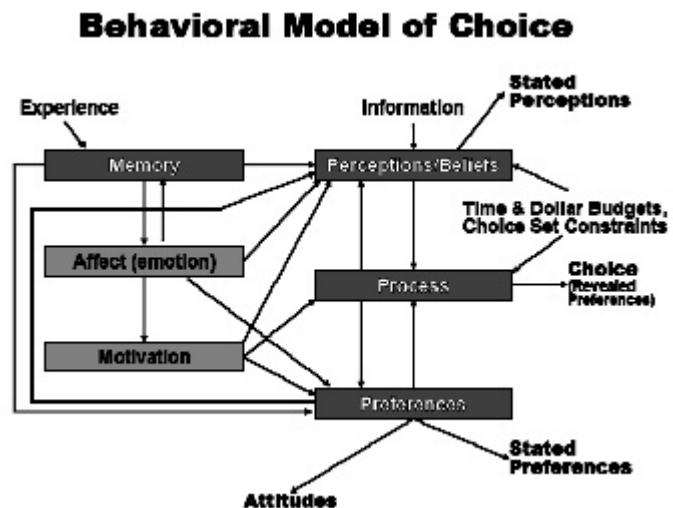 Behavioral Model of Choice
Stated
Perceptions
Experience
Information
Memory
Perceptions/Beliefs
Time & Dollar Budgets,
Choice Set Constraints
Affect (emotion)
Choice
(Revealed
Preferences)
Process
Motivation
Preferences
Stated
Preferences
Attitudes